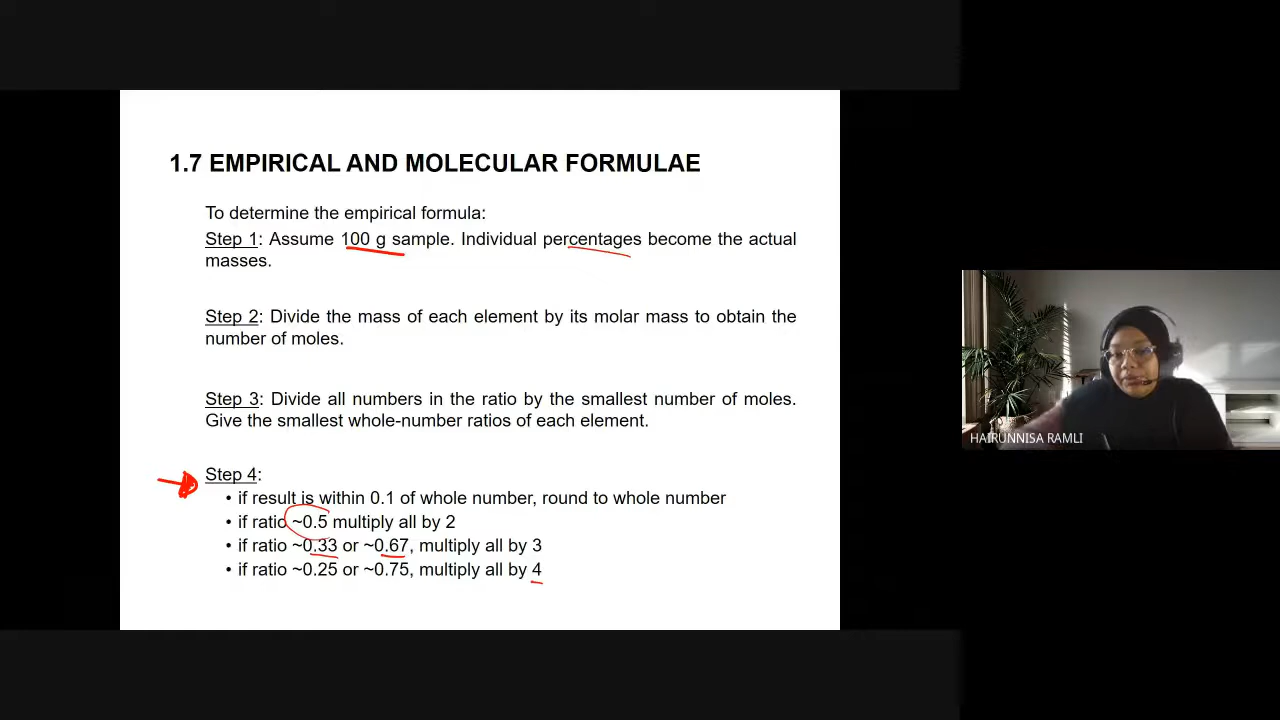 1.7 EMPIRICAL AND MOLECULAR FORMULAE
To determine the empirical formula:
Step 1: Assume 100 g sample. Individual percentages become the actual
masses.
Step 2: Divide the mass of each element by its molar mass to obtain the
number of moles.
Step 3: Divide all numbers in the ratio by the smallest number of moles.
Give the smallest whole-number ratios of each element.
Step 4:
• if result is within 0.1 of whole number, round to whole number
• if ratio ~0.5 multiply all by 2
• if ratio ~0.33 or ~0.67, multiply all by 3
• if ratio ~0.25 or ~0.75, multiply all by 4
HAIRUNNISA RAMLI